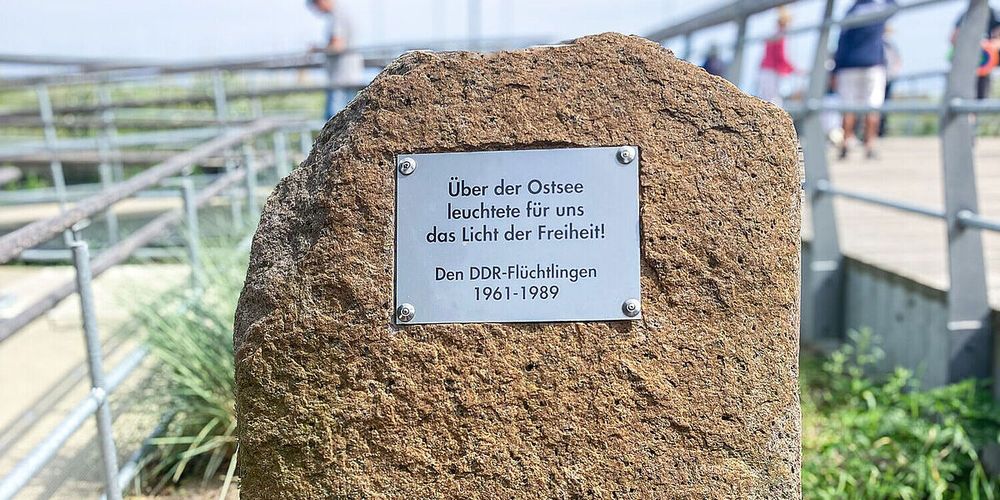 Über der Ostsee
leuchtete für uns
das Licht der Freiheit!
Den DDR-Flüchtlingen
1961-1989